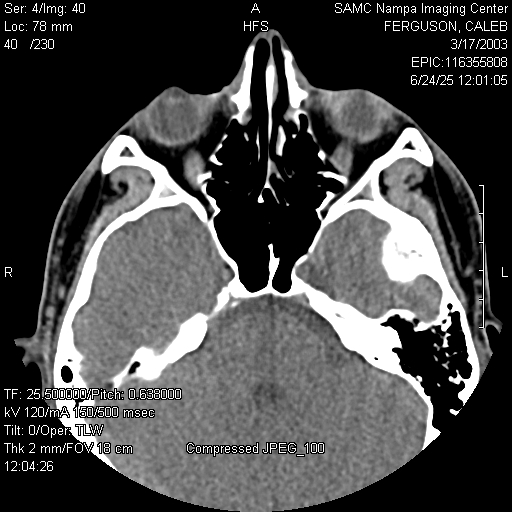 Ser: 4/Img: 40
Loc: 78 mm
40 /230
A
HFS
SAMC Nampa Imaging Center
FERGUSON, CALEB
3/17/2003
EPIC:116355808
6/24/25 12:01:05
R
L
TF: 25.500000/Pitch: 0.638000
kV 120/mA 150/500 msec
Tilt: 0/Oper: TLW
Thk 2 mm/FOV 18 cm
12:04:26
Compressed JPEG_100